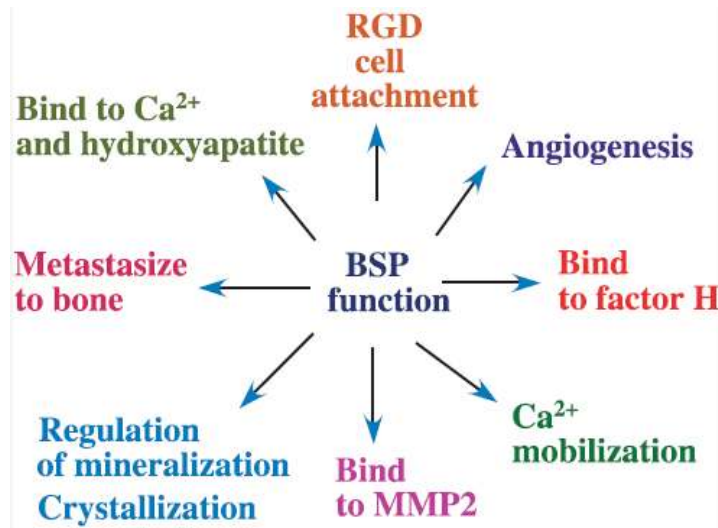 RGD
cell
attachment
Bind to Ca²⁺
and hydroxyapatite
Angiogenesis
Metastasize
to bone
BSP
function
Bind
to factor H
Regulation
of mineralization
Crystallization
Bind
to MMP2
Ca²⁺
mobilization